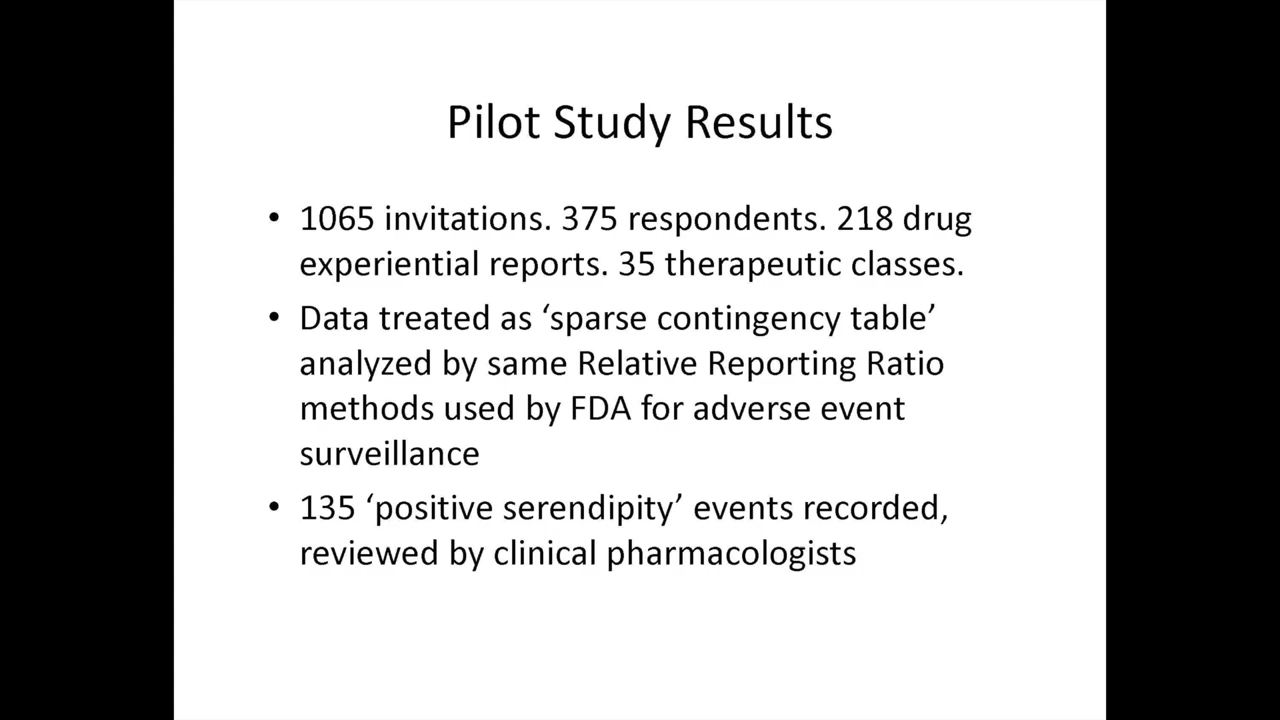 Pilot Study Results
• 1065 invitations. 375 respondents. 218 drug
experiential reports. 35 therapeutic classes.
• Data treated as ‘sparse contingency table’
analyzed by same Relative Reporting Ratio
methods used by FDA for adverse event
surveillance
• 135 ‘positive serendipity’ events recorded,
reviewed by clinical pharmacologists